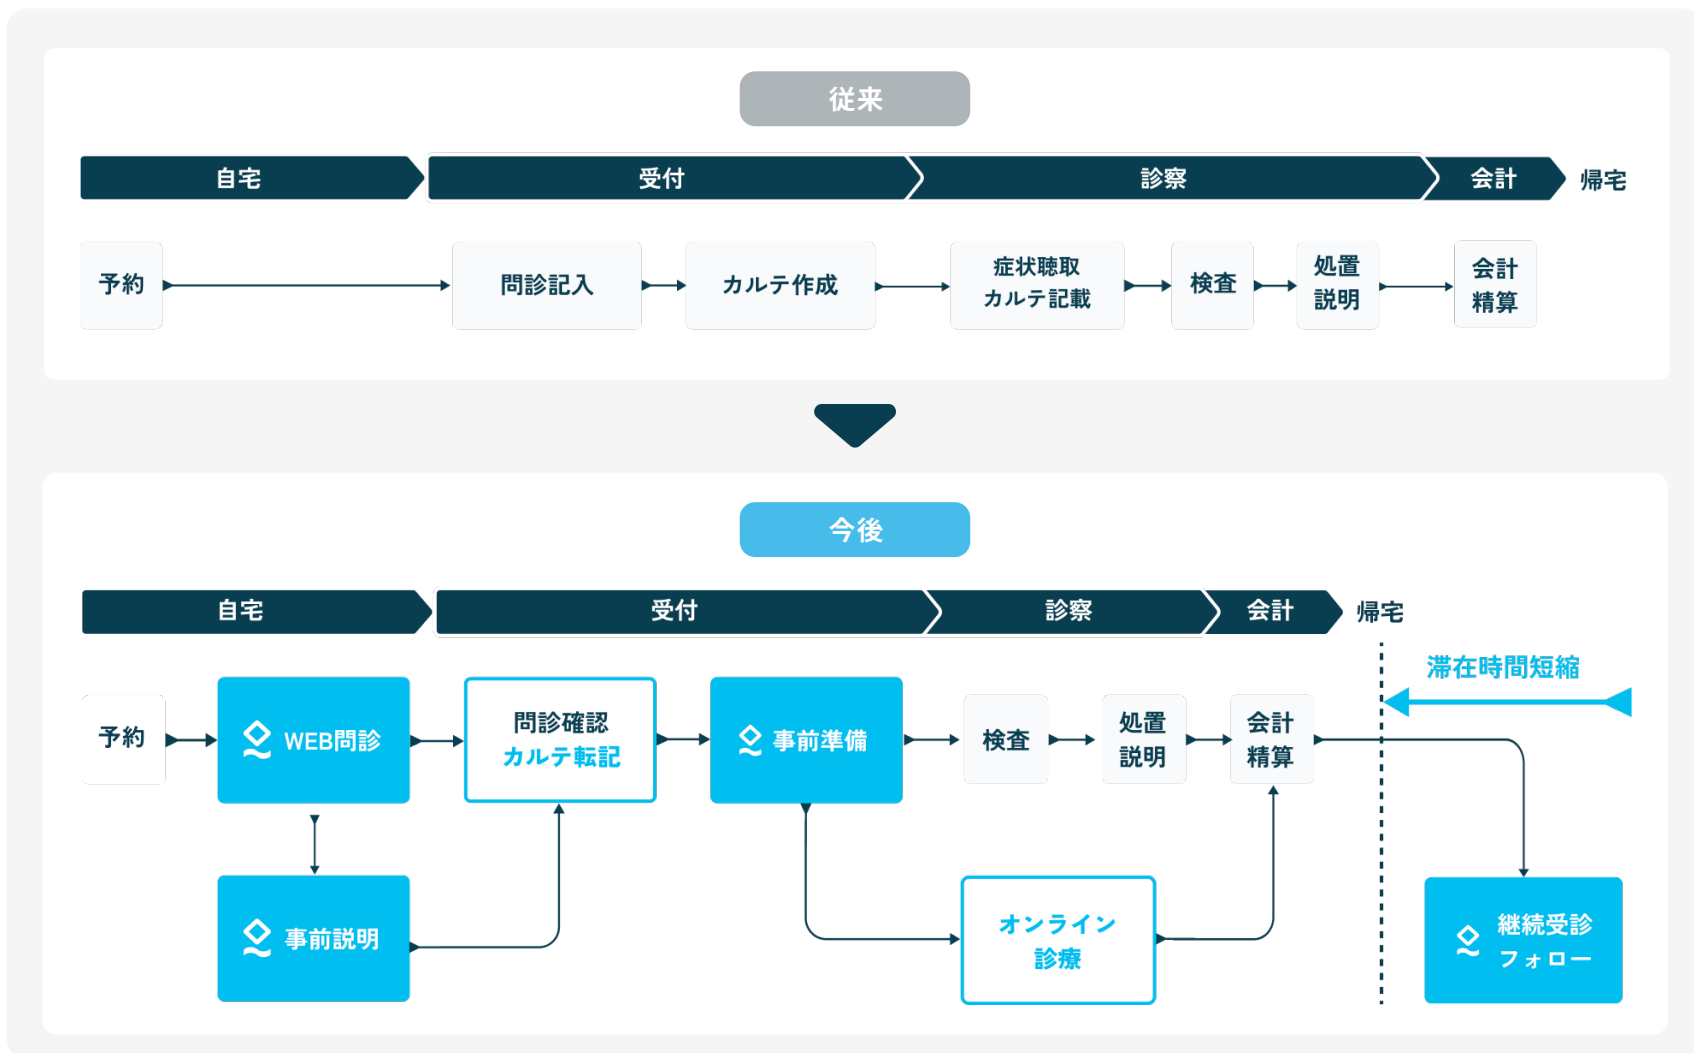 従来
自宅
受付
診察
会計
帰宅
予約
問診記入
カルテ作成
症状聴取
カルテ記載
検査
処置
説明
会計
精算
今後
自宅
受付
診察
会計
帰宅
滞在時間短縮
予約
WEB問診
問診確認
カルテ転記
事前準備
検査
処置
説明
会計
精算
事前説明
オンライン
診療
継続受診
フォロー